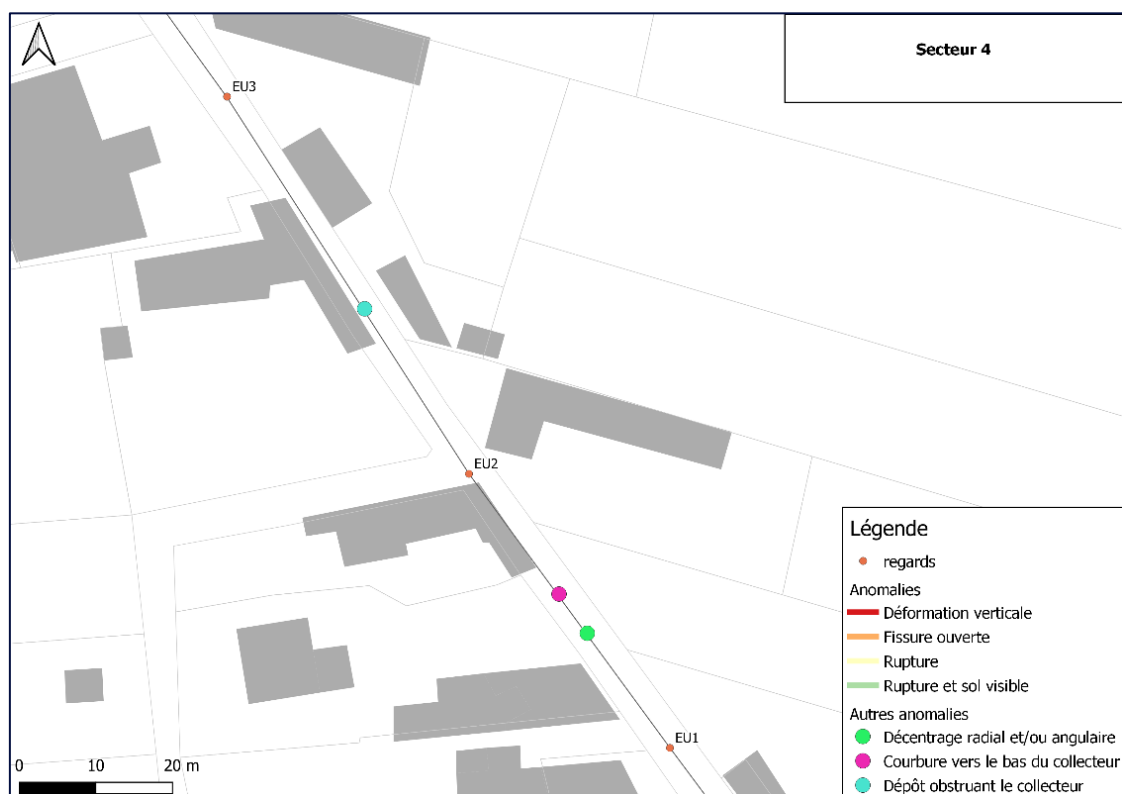 Secteur 4
EU3
EU2
EU1
Légende
regards
Anomalies
Déformation verticale
Fissure ouverte
Rupture
Rupture et sol visible
Autres anomalies
Décentrage radial et/ou angulaire
Courbure vers le bas du collecteur
Dépôt obstruant le collecteur
0 10 20 m